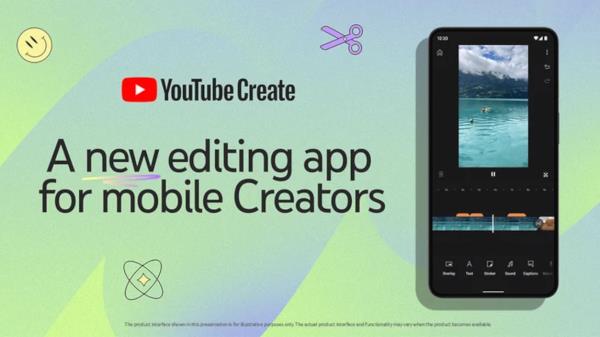 YouTube Create
A new editing app
for mobile Creators
10:30
Overlay Text Sticker Sound Captions
The product interface shown in this presentation is for illustrative purposes only. The actual product interface and functionality may vary when the product becomes available.